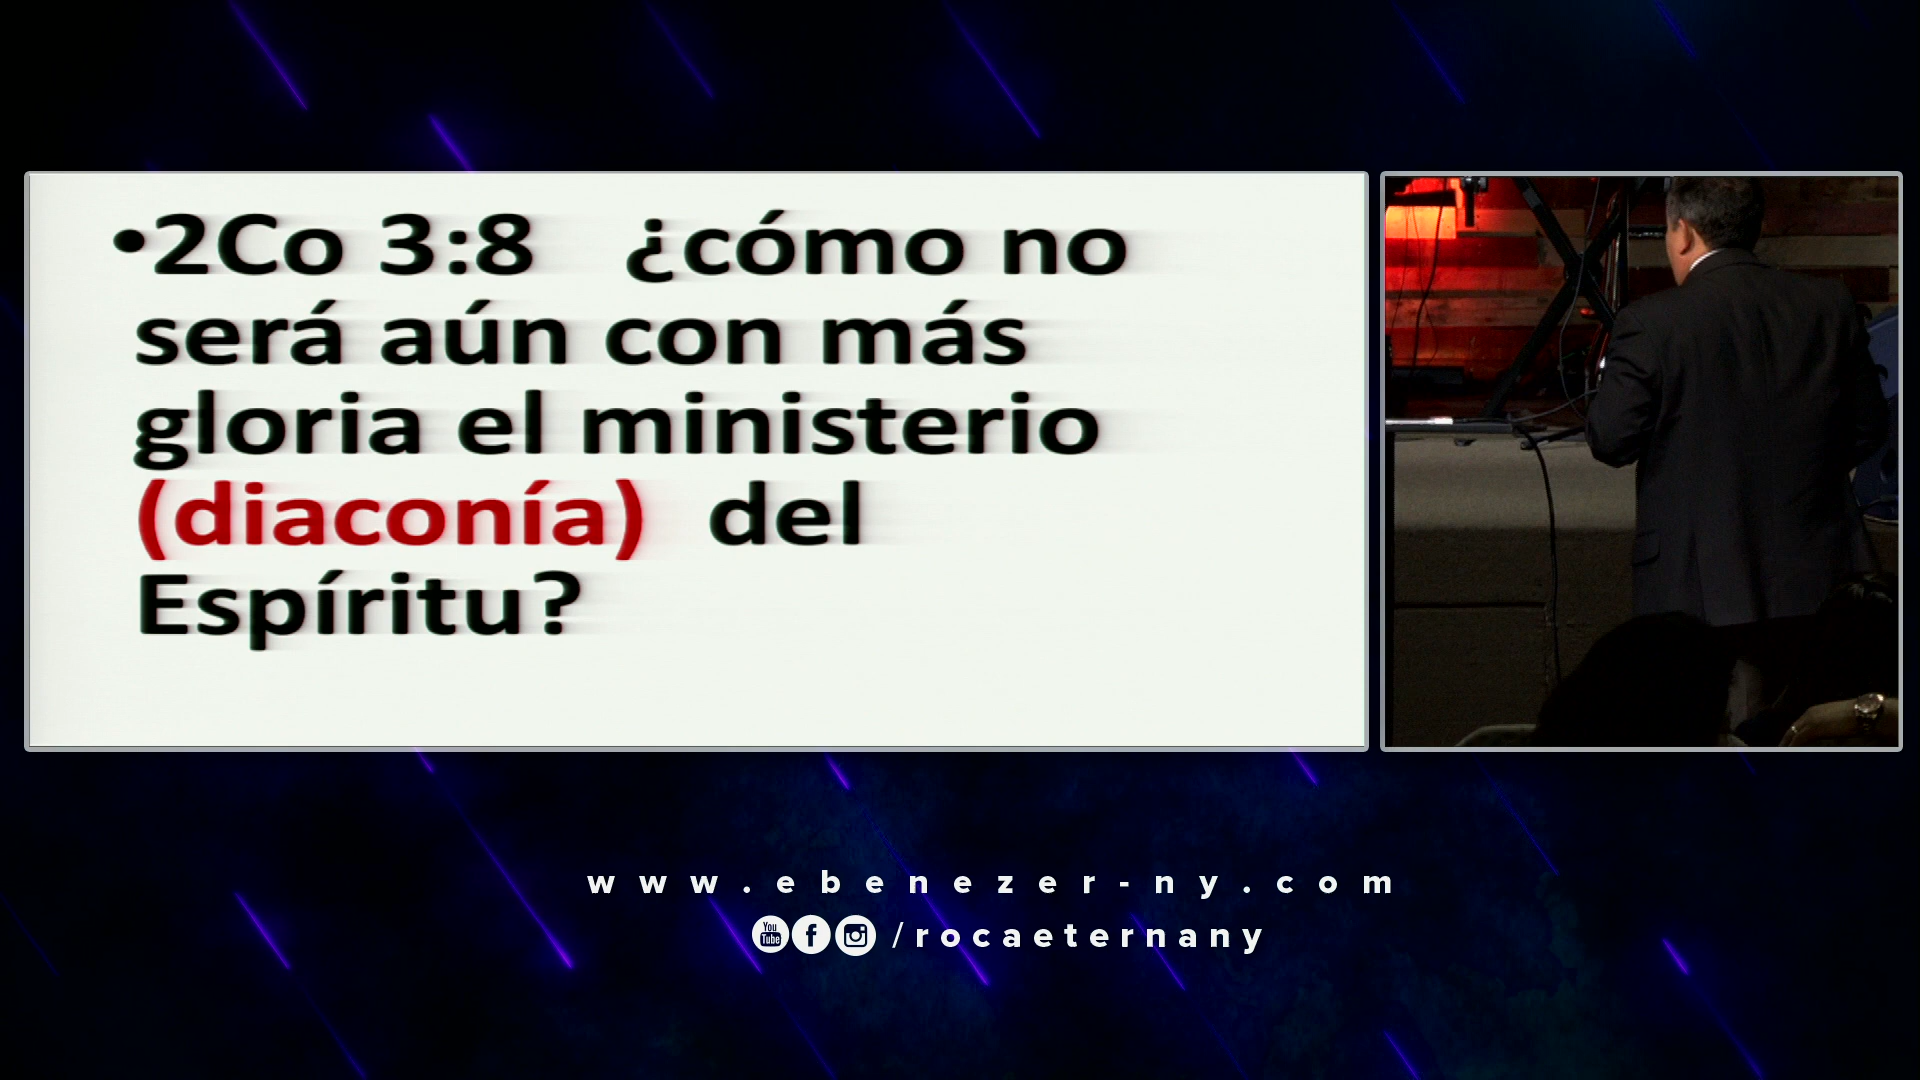 •2Co 3:8 ¿cómo no
será aún con más
gloria el ministerio
(diaconía) del
Espíritu?
www.ebenezer-ny.com
You Tube f /rocaeternany